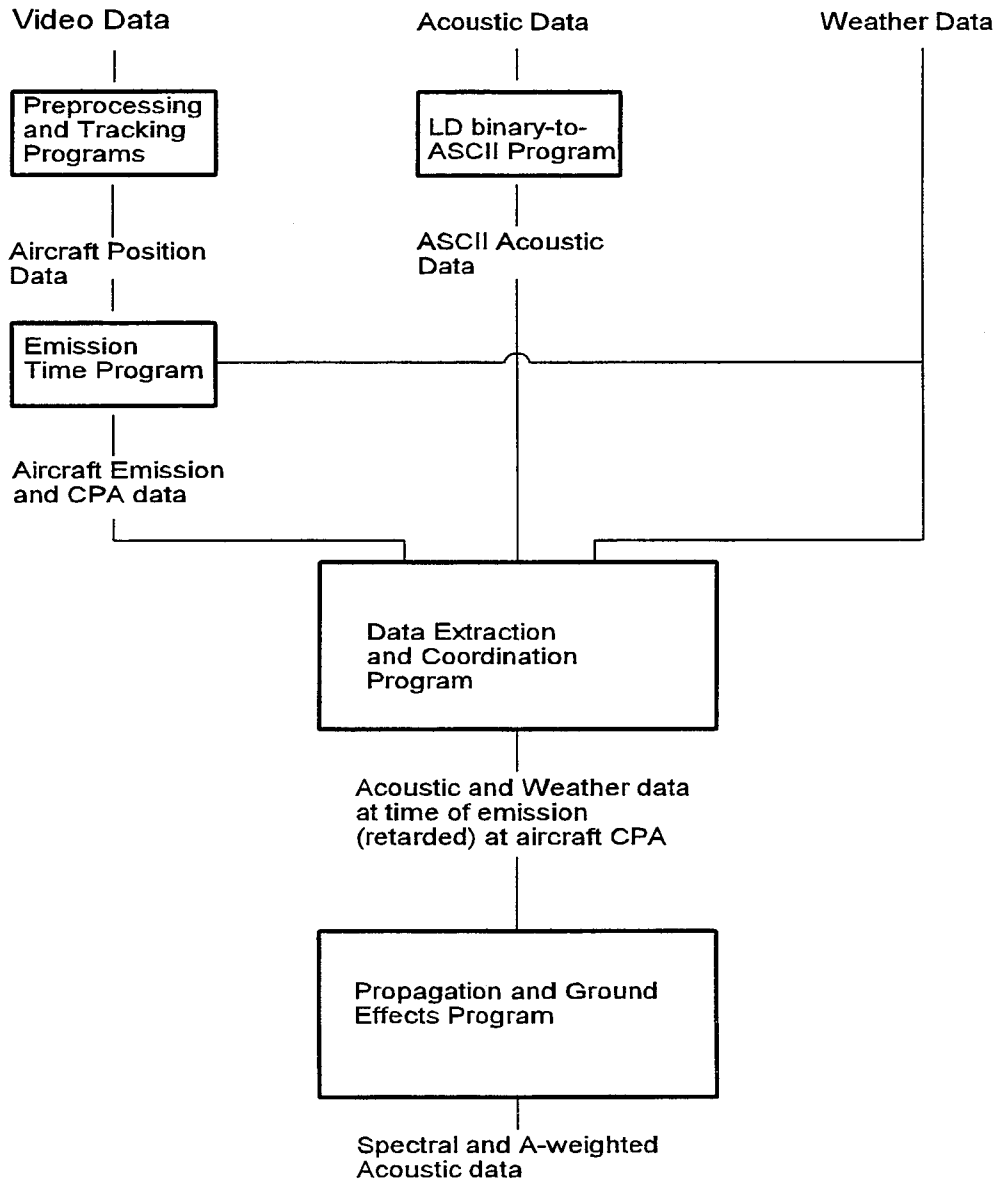 Video Data
Acoustic Data
Weather Data
Preprocessing
and Tracking
Programs
LD binary-to-
ASCII Program
Aircraft Position
Data
ASCII Acoustic
Data
Emission
Time Program
Aircraft Emission
and CPA data
Data Extraction
and Coordination
Program
Acoustic and Weather data
at time of emission
(retarded) at aircraft CPA
Propagation and Ground
Effects Program
Spectral and A-weighted
Acoustic data